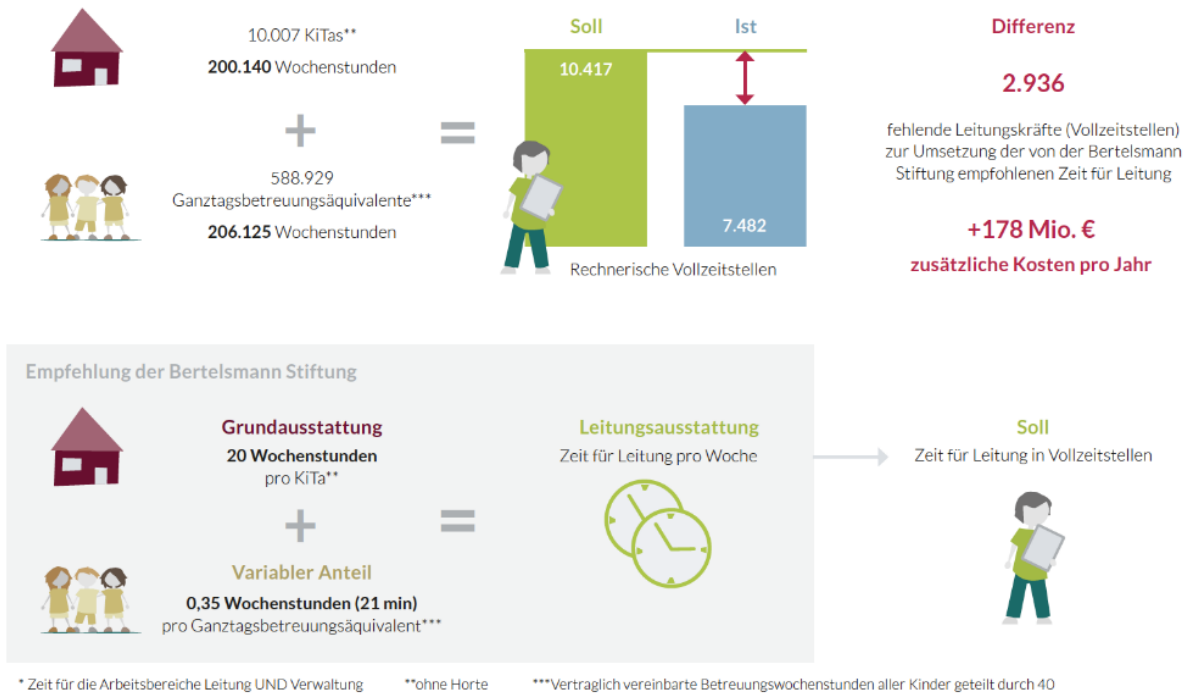 10.007 KiTas**
200.140 Wochenstunden
+
588.929
Ganztagsbetreuungsäquivalente***
206.125 Wochenstunden
=
Soll
Ist
10.417
7.482
Rechnerische Vollzeitstellen
Differenz
2.936
fehlende Leitungskräfte (Vollzeitstellen)
zur Umsetzung der von der Bertelsmann
Stiftung empfohlenen Zeit für Leitung
+178 Mio. €
zusätzliche Kosten pro Jahr
Empfehlung der Bertelsmann Stiftung
Grundausstattung
20 Wochenstunden
pro KiTa**
+
Variabler Anteil
0,35 Wochenstunden (21 min)
pro Ganztagsbetreuungsäquivalent***
=
Leitungsausstattung
Zeit für Leitung pro Woche
Soll
Zeit für Leitung in Vollzeitstellen
* Zeit für die Arbeitsbereiche Leitung UND Verwaltung **ohne Horte ***Vertraglich vereinbarte Betreuungswochenstunden aller Kinder geteilt durch 40